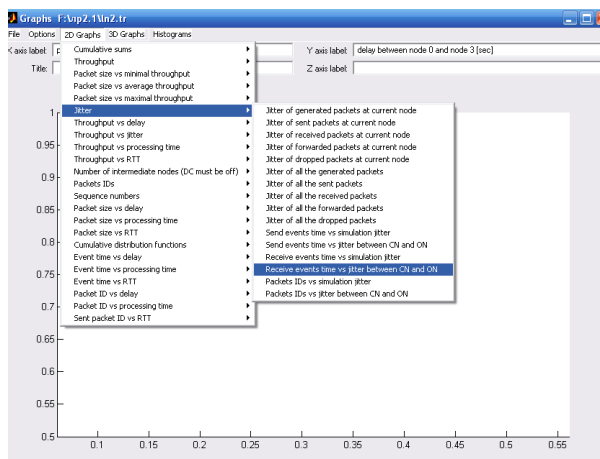 Graphs F:\ip2.1\ln2.tr
File Options 2D Graphs 3D Graphs Histograms
X axis label: p
Y axis label: delay between node 0 and node 3 [sec]
Title:
Z axis label:
Cumulative sums
Throughput
Packet size vs minimal throughput
Packet size vs average throughput
Packet size vs maximal throughput
Jitter
Throughput vs delay
Throughput vs jitter
Throughput vs processing time
Throughput vs RTT
Number of intermediate nodes (DC must be off)
Packets IDs
Sequence numbers
Packet size vs delay
Packet size vs processing time
Packet size vs RTT
Cumulative distribution functions
Event time vs delay
Event time vs processing time
Event time vs RTT
Packet ID vs delay
Packet ID vs processing time
Sent packet ID vs RTT
Jitter of generated packets at current node
Jitter of sent packets at current node
Jitter of received packets at current node
Jitter of forwarded packets at current node
Jitter of dropped packets at current node
Jitter of all the generated packets
Jitter of all the sent packets
Jitter of all the received packets
Jitter of all the forwarded packets
Jitter of all the dropped packets
Send events time vs simulation jitter
Send events time vs jitter between CN and ON
Receive events time vs simulation jitter
Receive events time vs jitter between CN and ON
Packets IDs vs simulation jitter
Packets IDs vs jitter between CN and ON
1
0.95
0.9
0.85
0.8
0.75
0.7
0.65
0.6
0.55
0.5
0.1 0.15 0.2 0.25 0.3 0.35 0.4 0.45 0.5 0.55